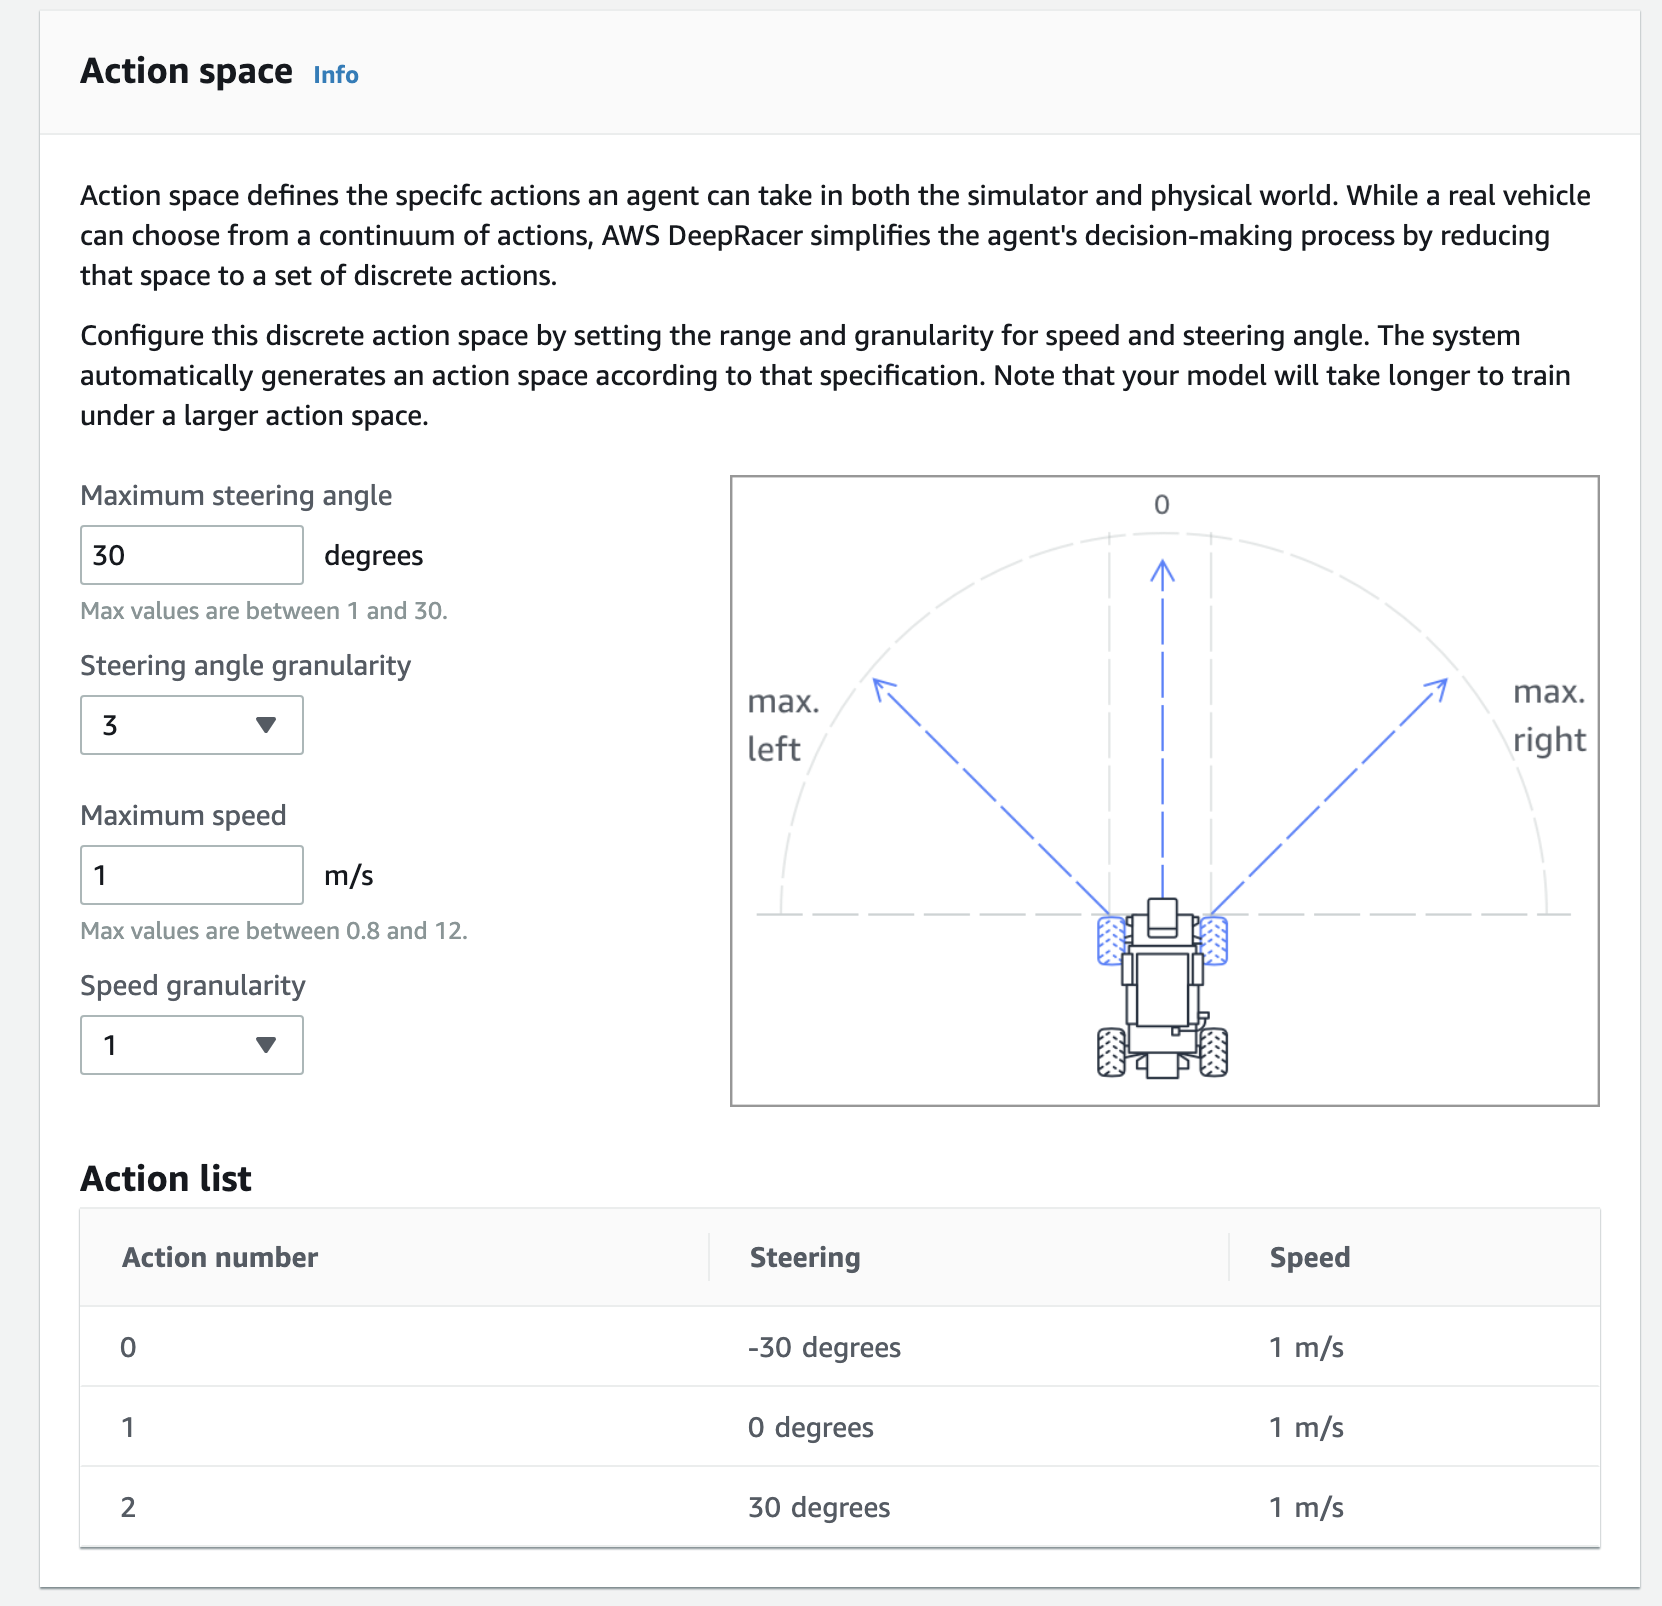 Action space Info
Action space defines the specifc actions an agent can take in both the simulator and physical world. While a real vehicle
can choose from a continuum of actions, AWS DeepRacer simplifies the agent's decision-making process by reducing
that space to a set of discrete actions.
Configure this discrete action space by setting the range and granularity for speed and steering angle. The system
automatically generates an action space according to that specification. Note that your model will take longer to train
under a larger action space.
Maximum steering angle
30 degrees
Max values are between 1 and 30.
Steering angle granularity
3
Maximum speed
1 m/s
Max values are between 0.8 and 12.
Speed granularity
1
0
max.
left
max.
right
Action list
Action number Steering Speed
0 -30 degrees 1 m/s
1 0 degrees 1 m/s
2 30 degrees 1 m/s